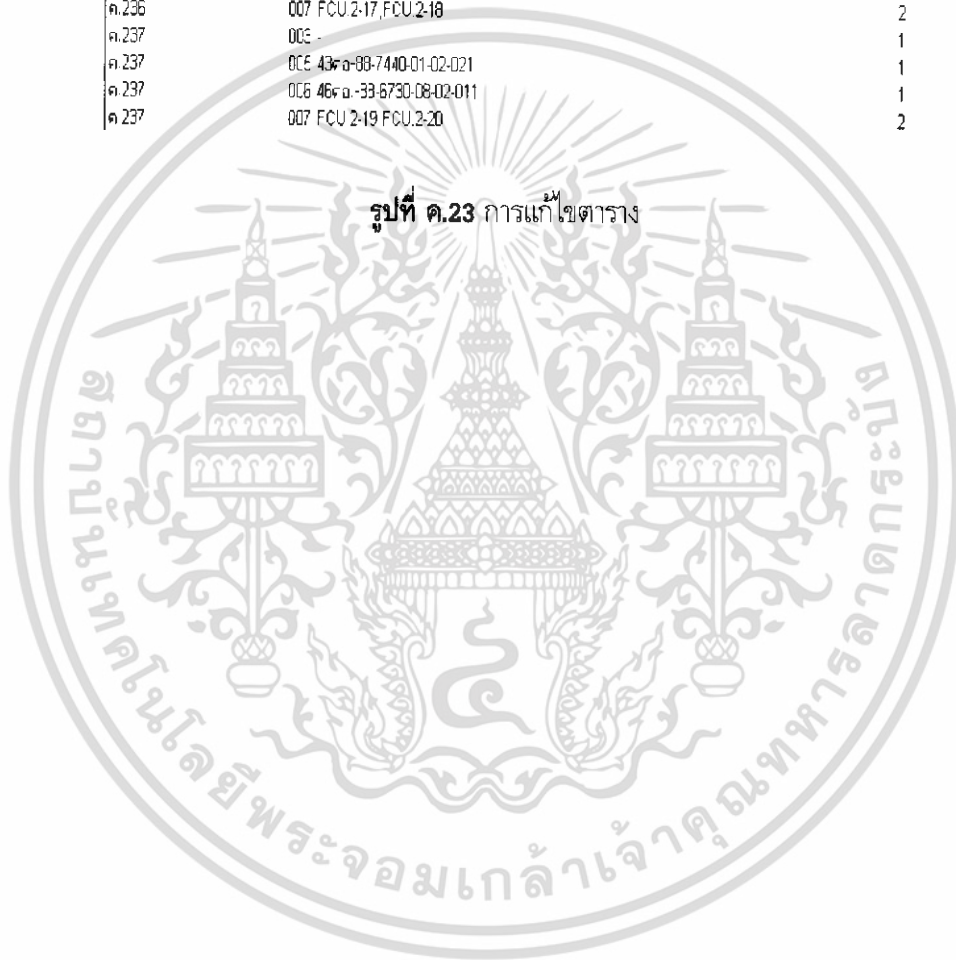 ค.236 007 FCU.2-17,FCU.2-18 2
ค.237 003 - 1
ค.237 43คอ-88-7440-01-02-021 1
ค.237 006 46คอ.-33-6730-08-02-011 1
ค.237 007 FCU.2-19 FCU.2-20 2
รูปที่ ค.23 การแก้ไขตาราง
สถาบันเทคโนโลยีพระจอมเกล้าเจ้าคุณทหารลาดกระบัง